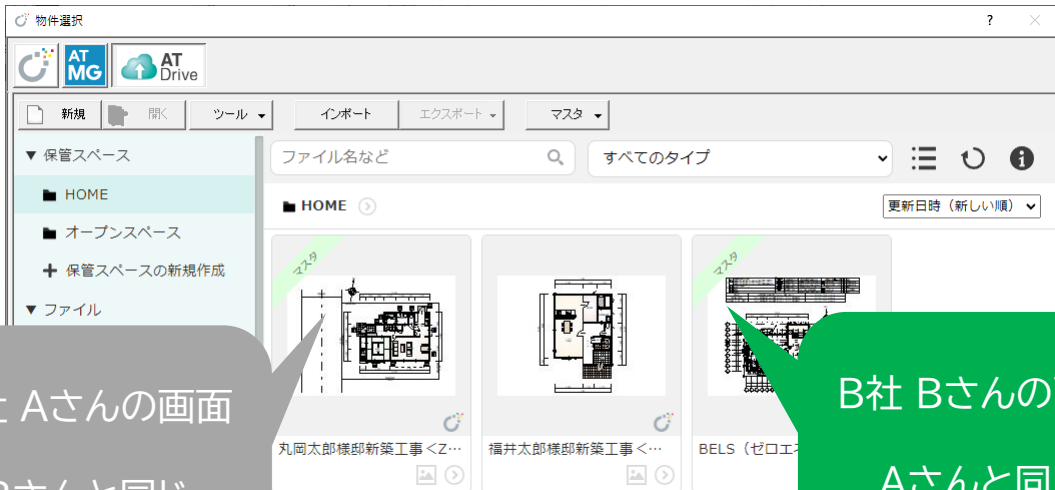 物件選択
?
AT
MG
AT
Drive
新規
開く
ツール
インポート
エクスポート
マスタ
▼ 保管スペース
HOME
オープンスペース
保管スペースの新規作成
▼ ファイル
ファイル名など
すべてのタイプ
HOME
更新日時（新しい順）
マスタ
マスタ
丸岡太郎様邸新築工事<Z…
福井太郎様邸新築工事<…
BELS（ゼロエ
社 Aさんの画面
さんと同じ
B社 Bさんの
Aさんと同